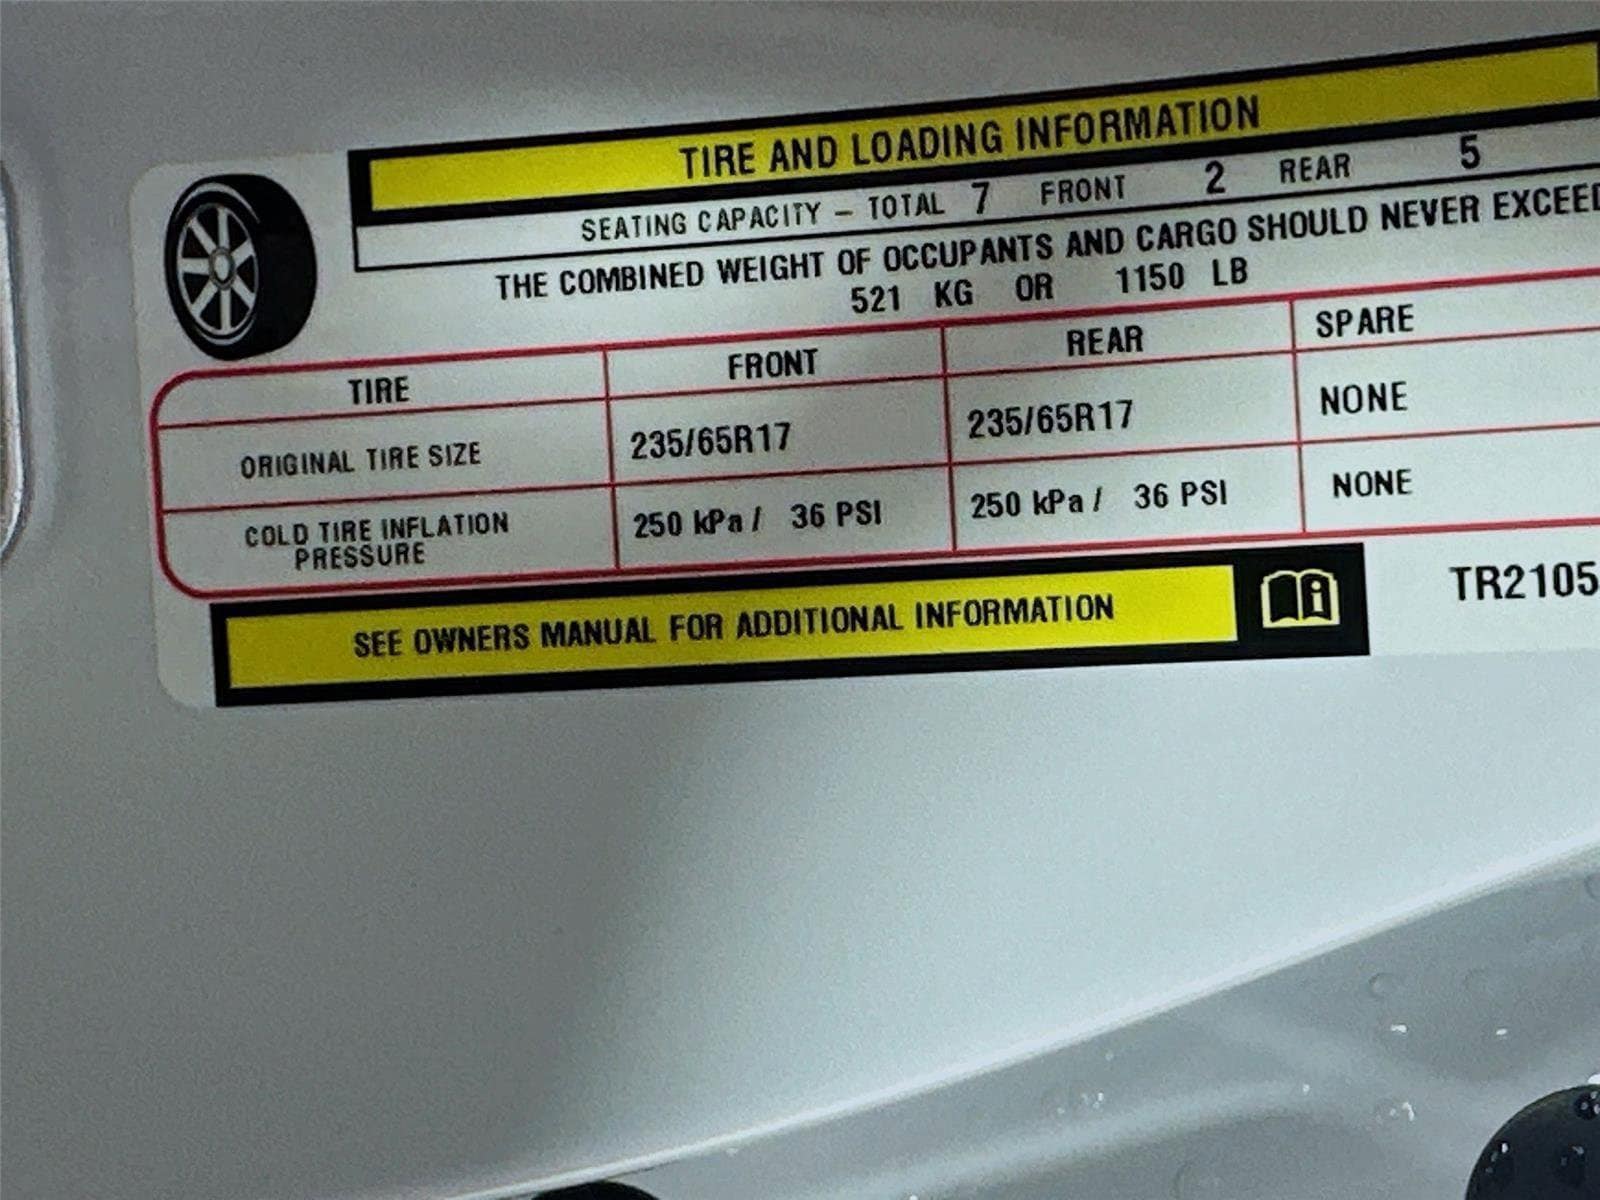 TIRE AND LOADING INFORMATION
SEATING CAPACITY – TOTAL 7 FRONT 2 REAR 5
THE COMBINED WEIGHT OF OCCUPANTS AND CARGO SHOULD NEVER EXCEED
521 KG OR 1150 LB
TIRE FRONT REAR SPARE
ORIGINAL TIRE SIZE 235/65R17 235/65R17 NONE
COLD TIRE INFLATION PRESSURE 250 kPa / 36 PSI 250 kPa / 36 PSI NONE
SEE OWNERS MANUAL FOR ADDITIONAL INFORMATION
TR2105